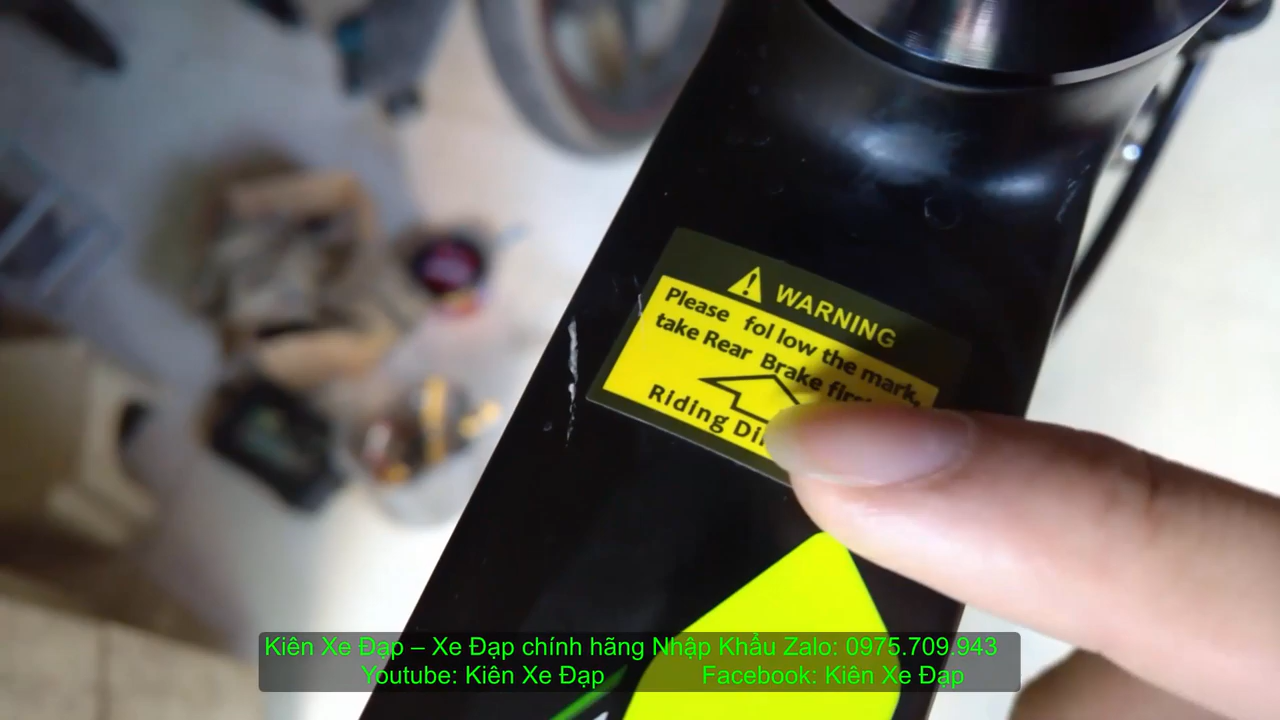 WARNING
Please fol low the mark,
take Rear Brake first
Riding
Kiên Xe Đạp – Xe Đạp chính hãng Nhập Khẩu Zalo: 0975.709.943
Youtube: Kiên Xe Đạp Facebook: Kiên Xe Đạp